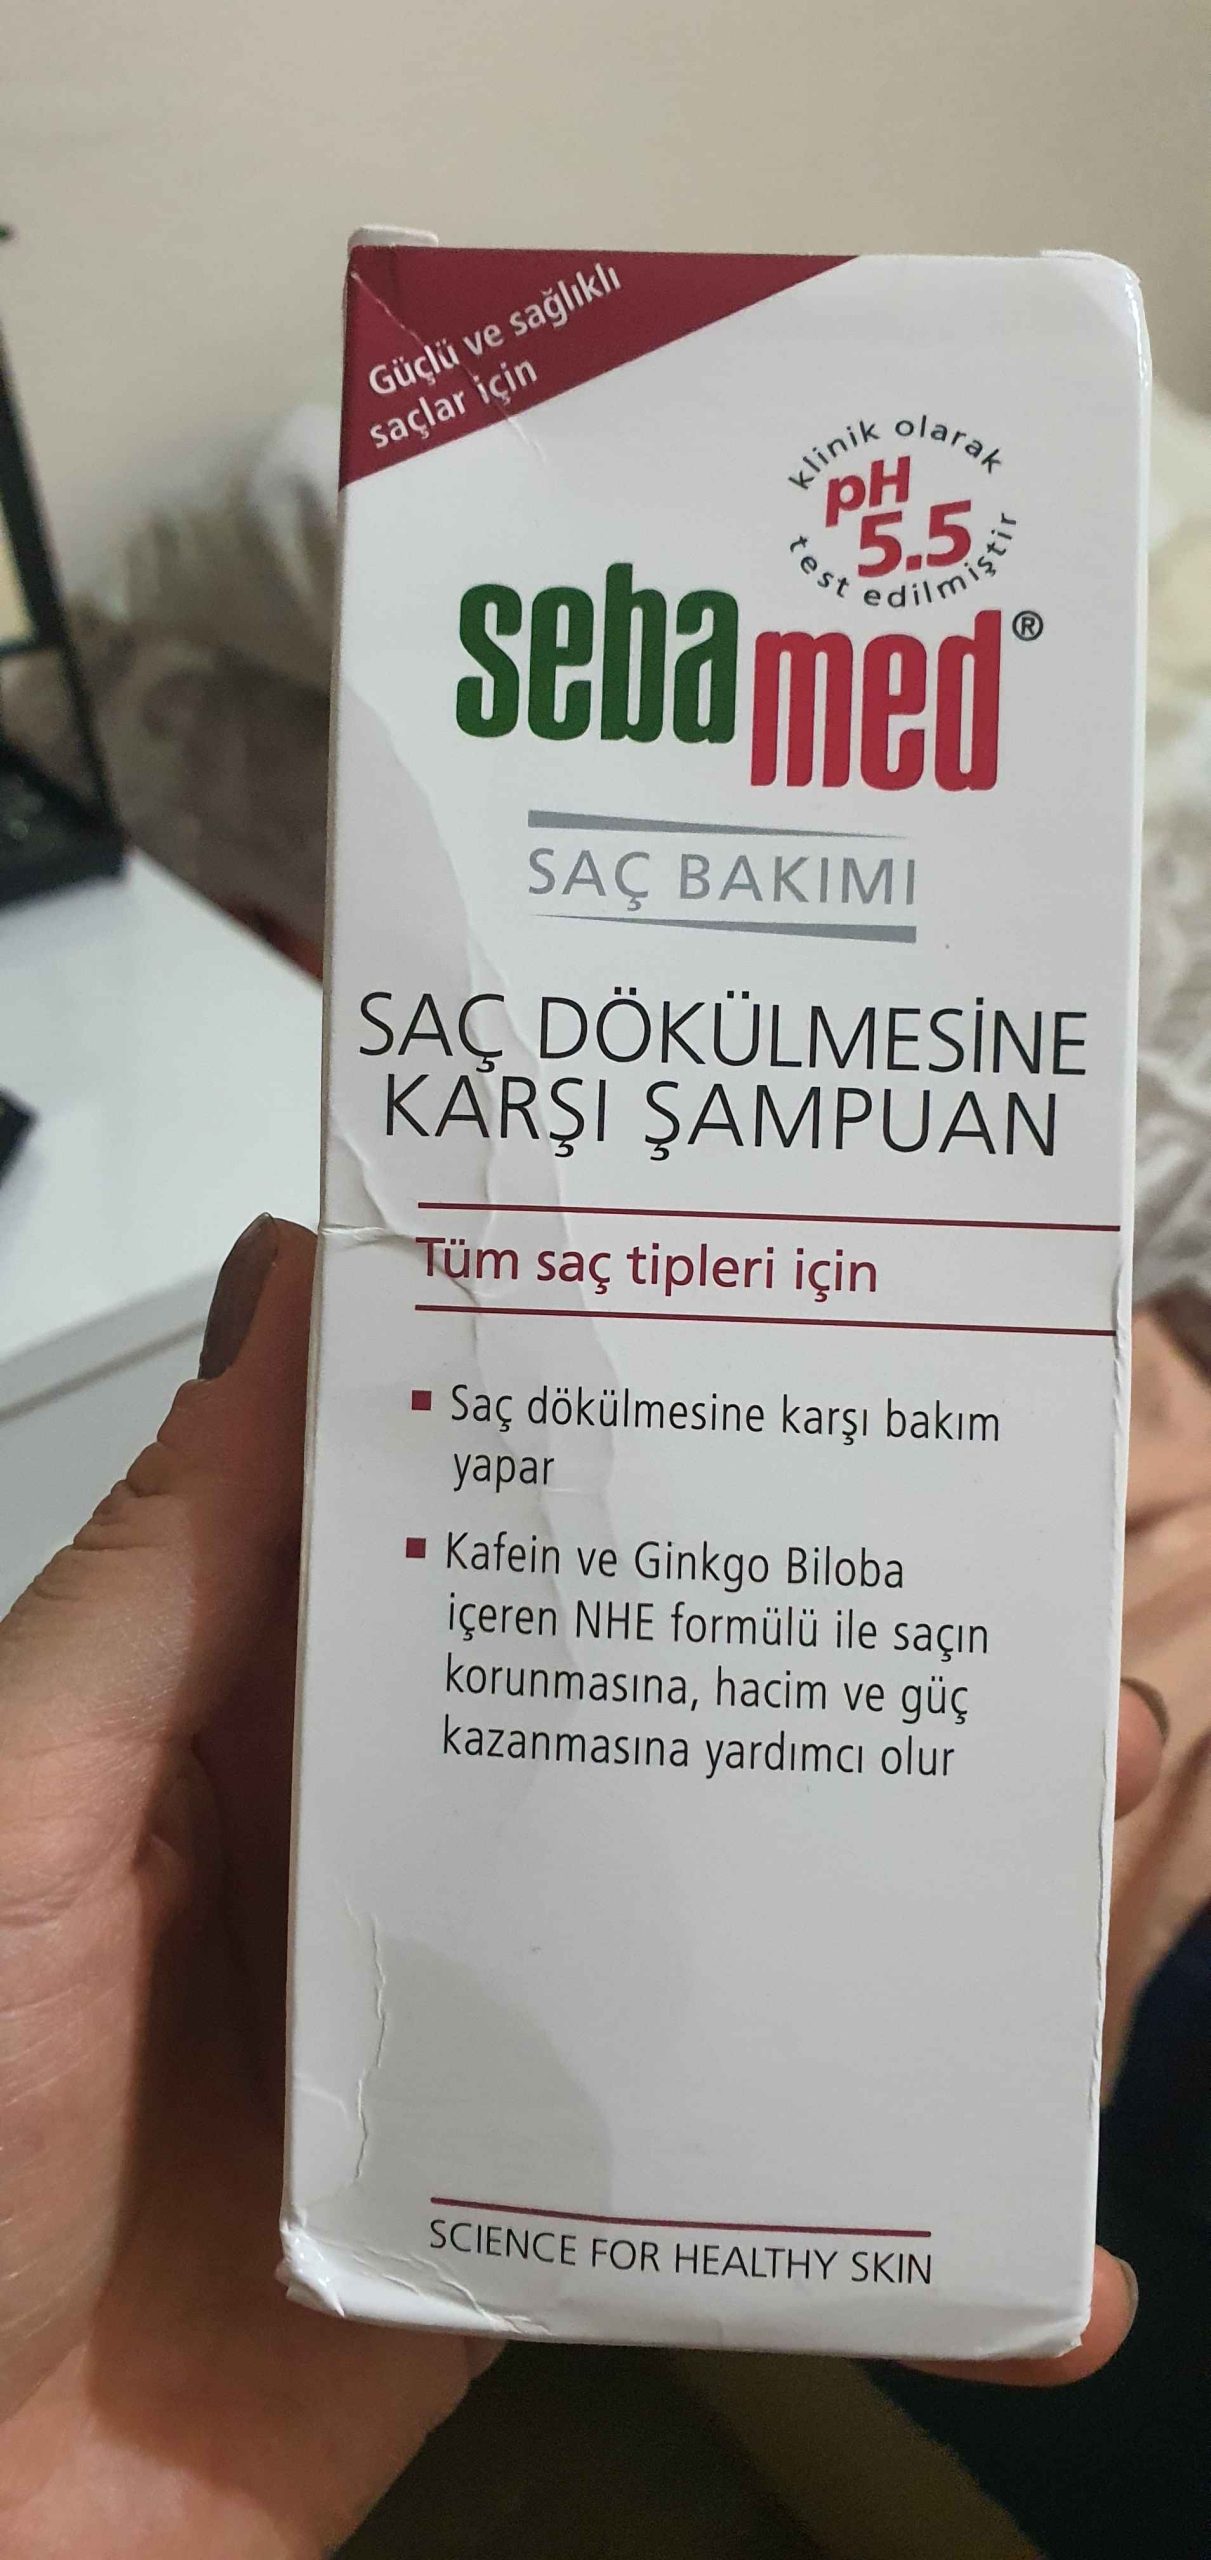 Güçlü ve sağlıklı
saçlar için
klinik olarak
pH
5.5
test edilmiştir
sebamed®
SAÇ BAKIMI
SAÇ DÖKÜLMESİNE
KARŞI ŞAMPUAN
Tüm saç tipleri için
▪ Saç dökülmesine karşı bakım
yapar
▪ Kafein ve Ginkgo Biloba
içeren NHE formülü ile saçın
korunmasına, hacim ve güç
kazanmasına yardımcı olur
SCIENCE FOR HEALTHY SKIN